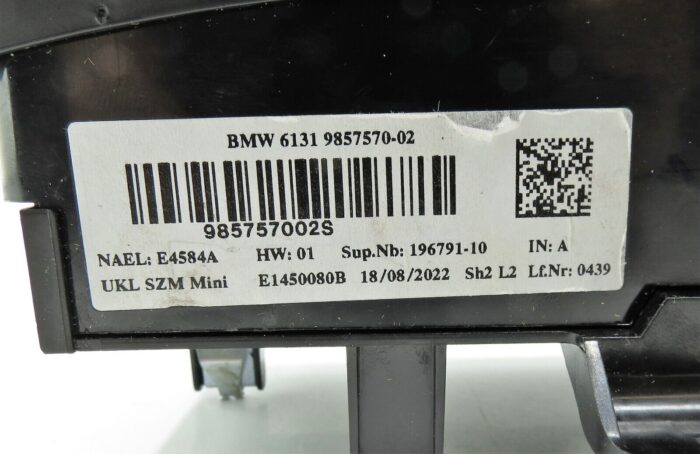 BMW 6131 9857570-02
985757002S
NAEL: E4584A HW: 01 Sup.Nb: 196791-10 IN: A
UKL SZM Mini E1450080B 18/08/2022 Sh2 L2 Lf.Nr: 0439